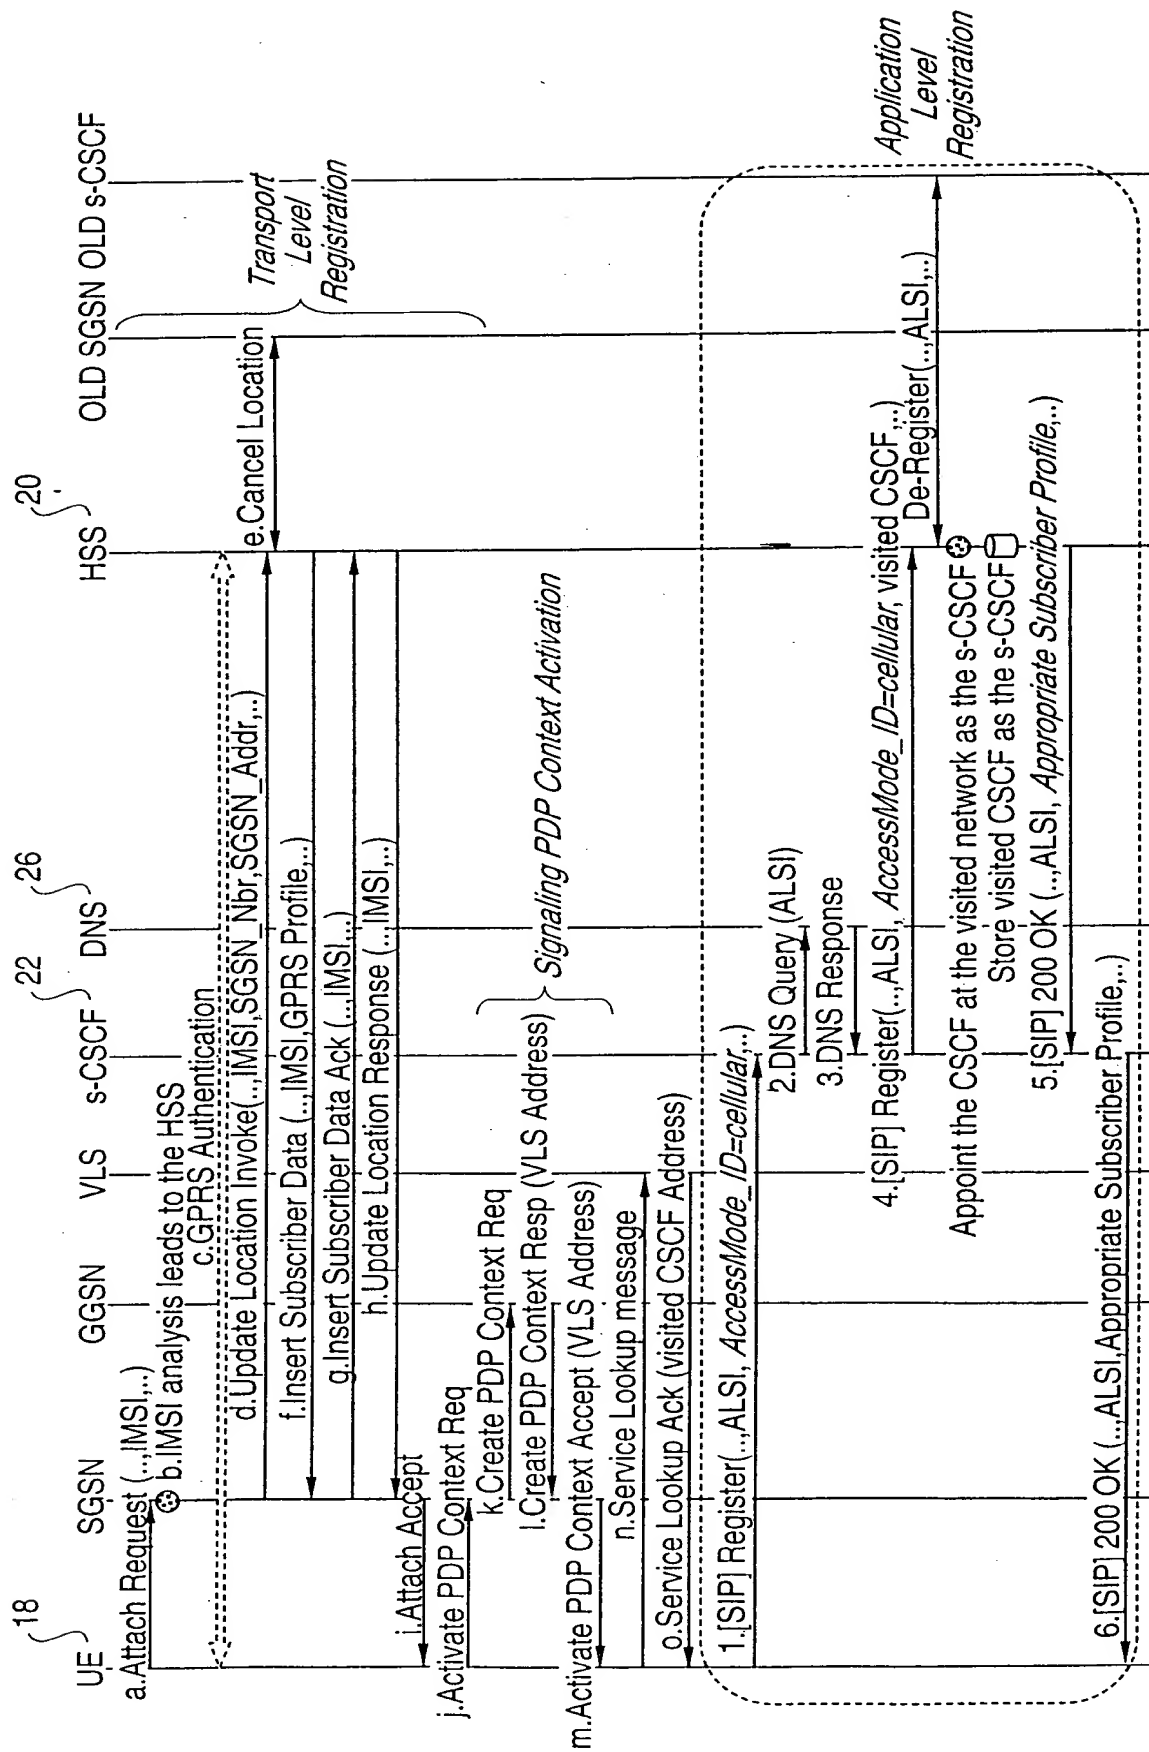 18
22
26
20
UE
SGSN
GGSN
VLS
s-CSCF
DNS
HSS
OLD SGSN
OLD s-CSCF
a.Attach Request (..,IMSI,..)
b.IMSI analysis leads to the HSS
c.GPRS Authentication
d.Update Location Invoke(..,IMSI,SGSN_Nbr,SGSN_Addr,..)
e.Cancel Location
f.Insert Subscriber Data (..,IMSI,GPRS Profile,..)
g.Insert Subscriber Data Ack (...,IMSI,..)
h.Update Location Response (...,IMSI,..)
Transport
Level
Registration
i.Attach Accept
j.Activate PDP Context Req
k.Create PDP Context Req
l.Create PDP Context Resp (VLS Address)
m.Activate PDP Context Accept (VLS Address)
Signaling PDP Context Activation
n.Service Lookup message
o.Service Lookup Ack (visited CSCF Address)
1.[SIP] Register(..,ALSI, AccessMode_ID=cellular,..)
2.DNS Query (ALSI)
3.DNS Response
4.[SIP] Register(..,ALSI, AccessMode_ID=cellular, visited CSCF,..)
De-Register(...,ALSI,..)
Appoint the CSCF at the visited network as the s-CSCF
Store visited CSCF as the s-CSCF
5.[SIP] 200 OK (..,ALSI, Appropriate Subscriber Profile,..)
6.[SIP] 200 OK (..,ALSI,Appropriate Subscriber Profile,..)
Application
Level
Registration